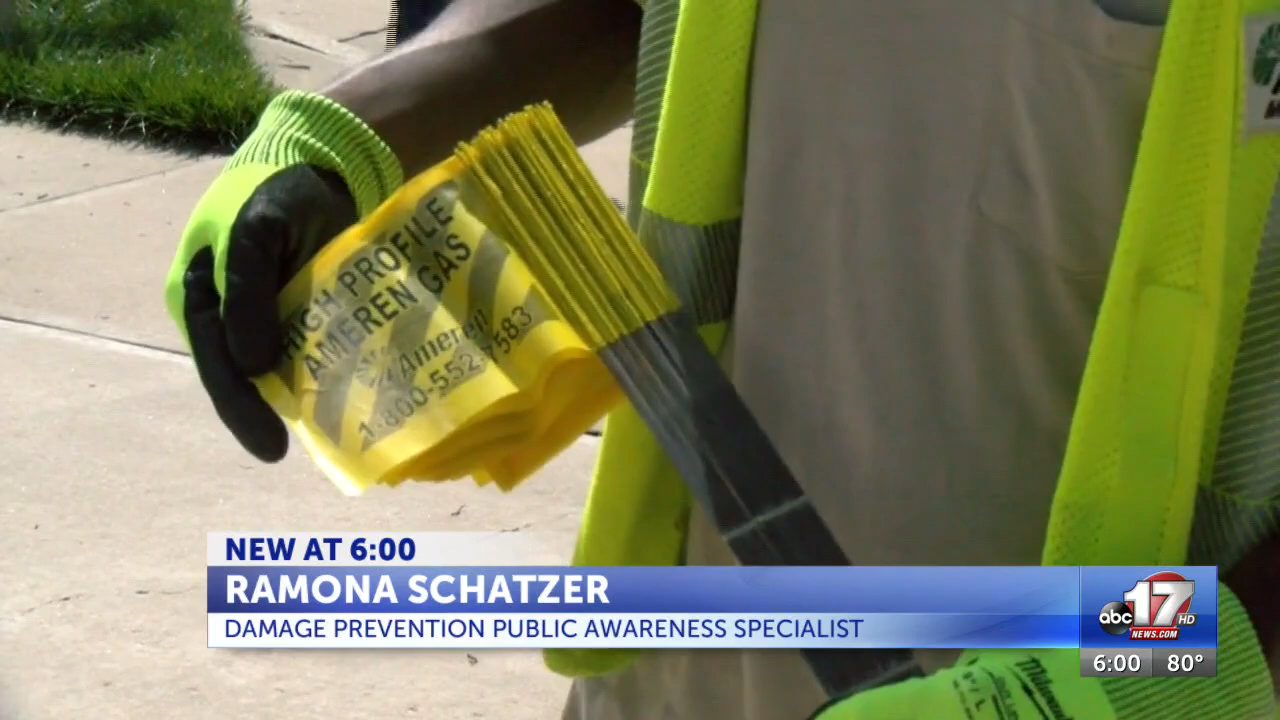 HIGH PROFILE
AMEREN GAS
Ameren
1-800-552-7583
NEW AT 6:00
RAMONA SCHATZER
DAMAGE PREVENTION PUBLIC AWARENESS SPECIALIST
abc 17 HD
NEWS.COM
6:00 80°